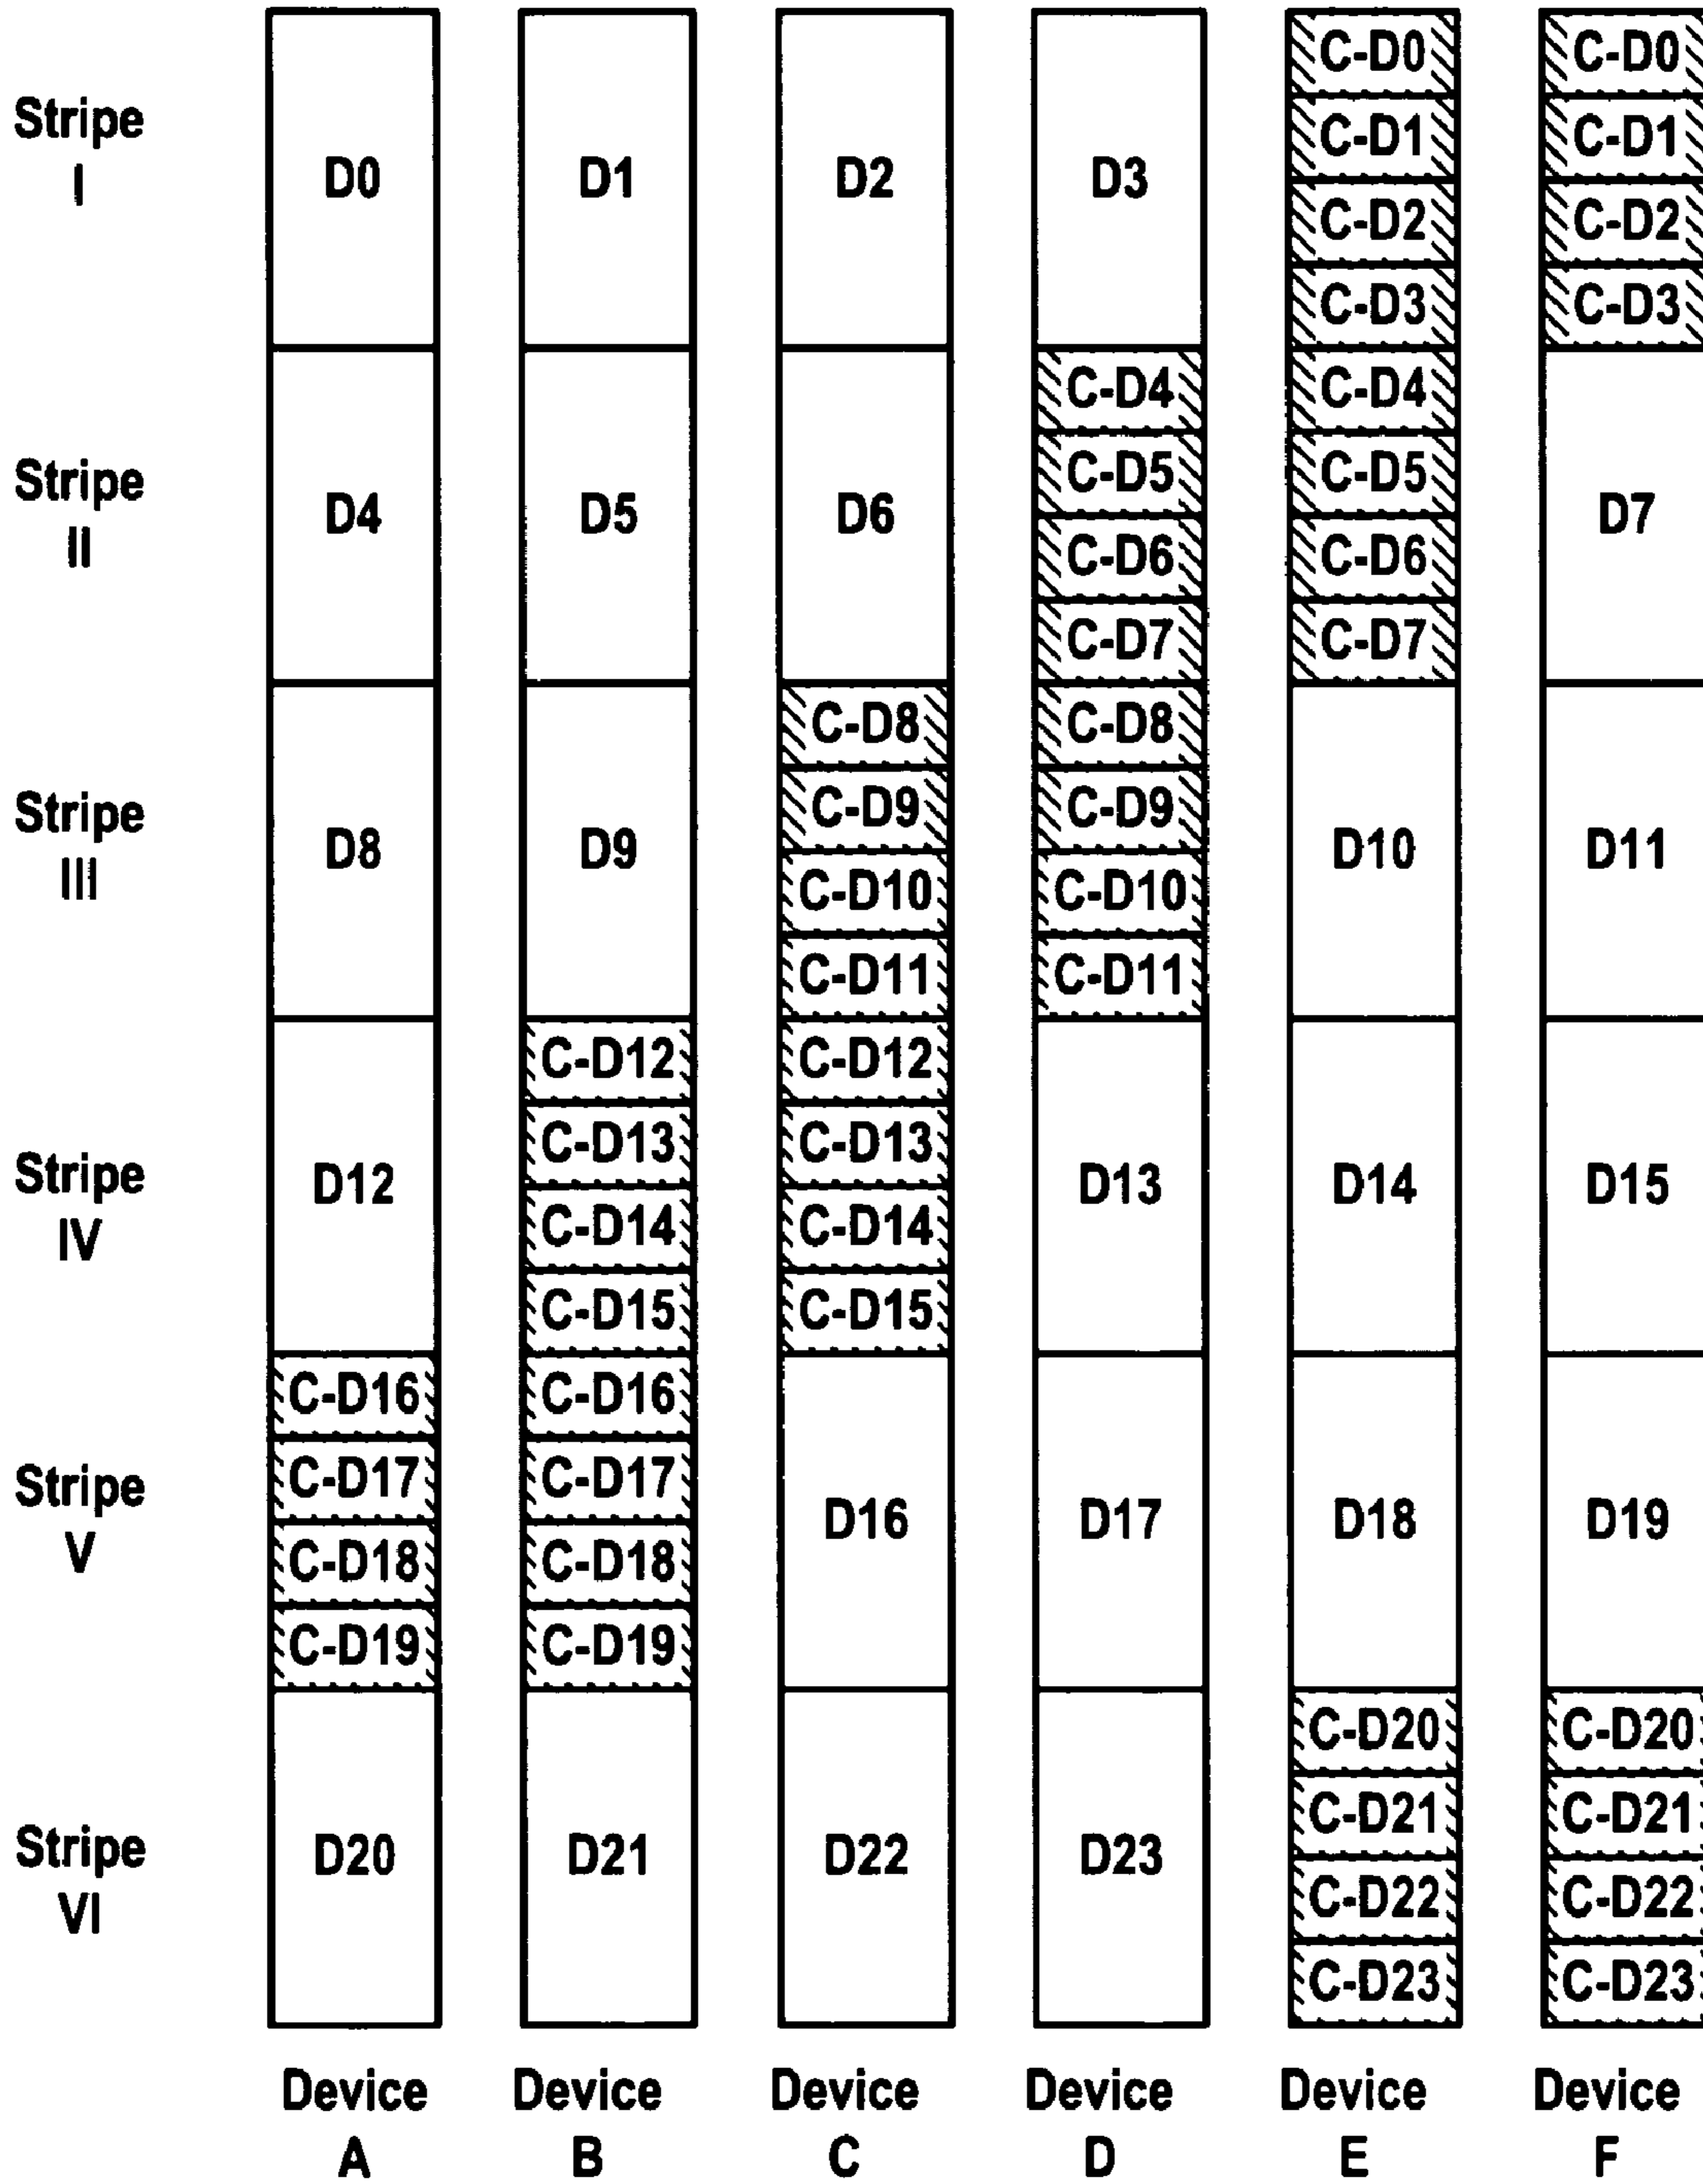 Stripe
I
D0
D1
D2
D3
C-D0
C-D1
C-D2
C-D3
C-D0
C-D1
C-D2
C-D3
Stripe
II
D4
D5
D6
C-D4
C-D5
C-D6
C-D7
C-D4
C-D5
C-D6
C-D7
D7
Stripe
III
D8
D9
C-D8
C-D9
C-D10
C-D11
C-D8
C-D9
C-D10
C-D11
D10
D11
Stripe
IV
D12
C-D12
C-D13
C-D14
C-D15
C-D12
C-D13
C-D14
C-D15
D13
D14
D15
Stripe
V
C-D16
C-D17
C-D18
C-D19
C-D16
C-D17
C-D18
C-D19
D16
D17
D18
D19
Stripe
VI
D20
D21
D22
D23
C-D20
C-D21
C-D22
C-D23
C-D20
C-D21
C-D22
C-D23
Device
A
Device
B
Device
C
Device
D
Device
E
Device
F